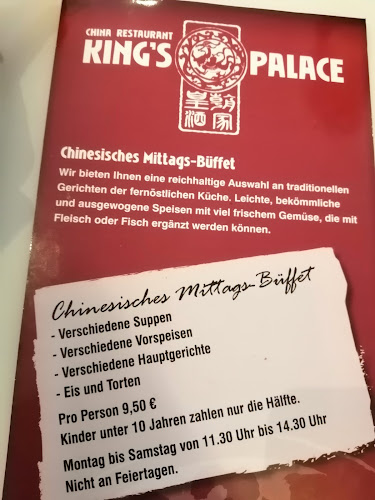 CHINA RESTAURANT
KING'S PALACE
Chinesisches Mittags-Büffet
Wir bieten Ihnen eine reichhaltige Auswahl an traditionellen
Gerichten der fernöstlichen Küche. Leichte, bekömmliche
und ausgewogene Speisen mit viel frischem Gemüse, die mit
Fleisch oder Fisch ergänzt werden können.
Chinesisches Mittags-Büffet
- Verschiedene Suppen
- Verschiedene Vorspeisen
- Verschiedene Hauptgerichte
- Eis und Torten
Pro Person 9,50 €
Kinder unter 10 Jahren zahlen nur die Hälfte.
Montag bis Samstag von 11.30 Uhr bis 14.30 Uhr
Nicht an Feiertagen.